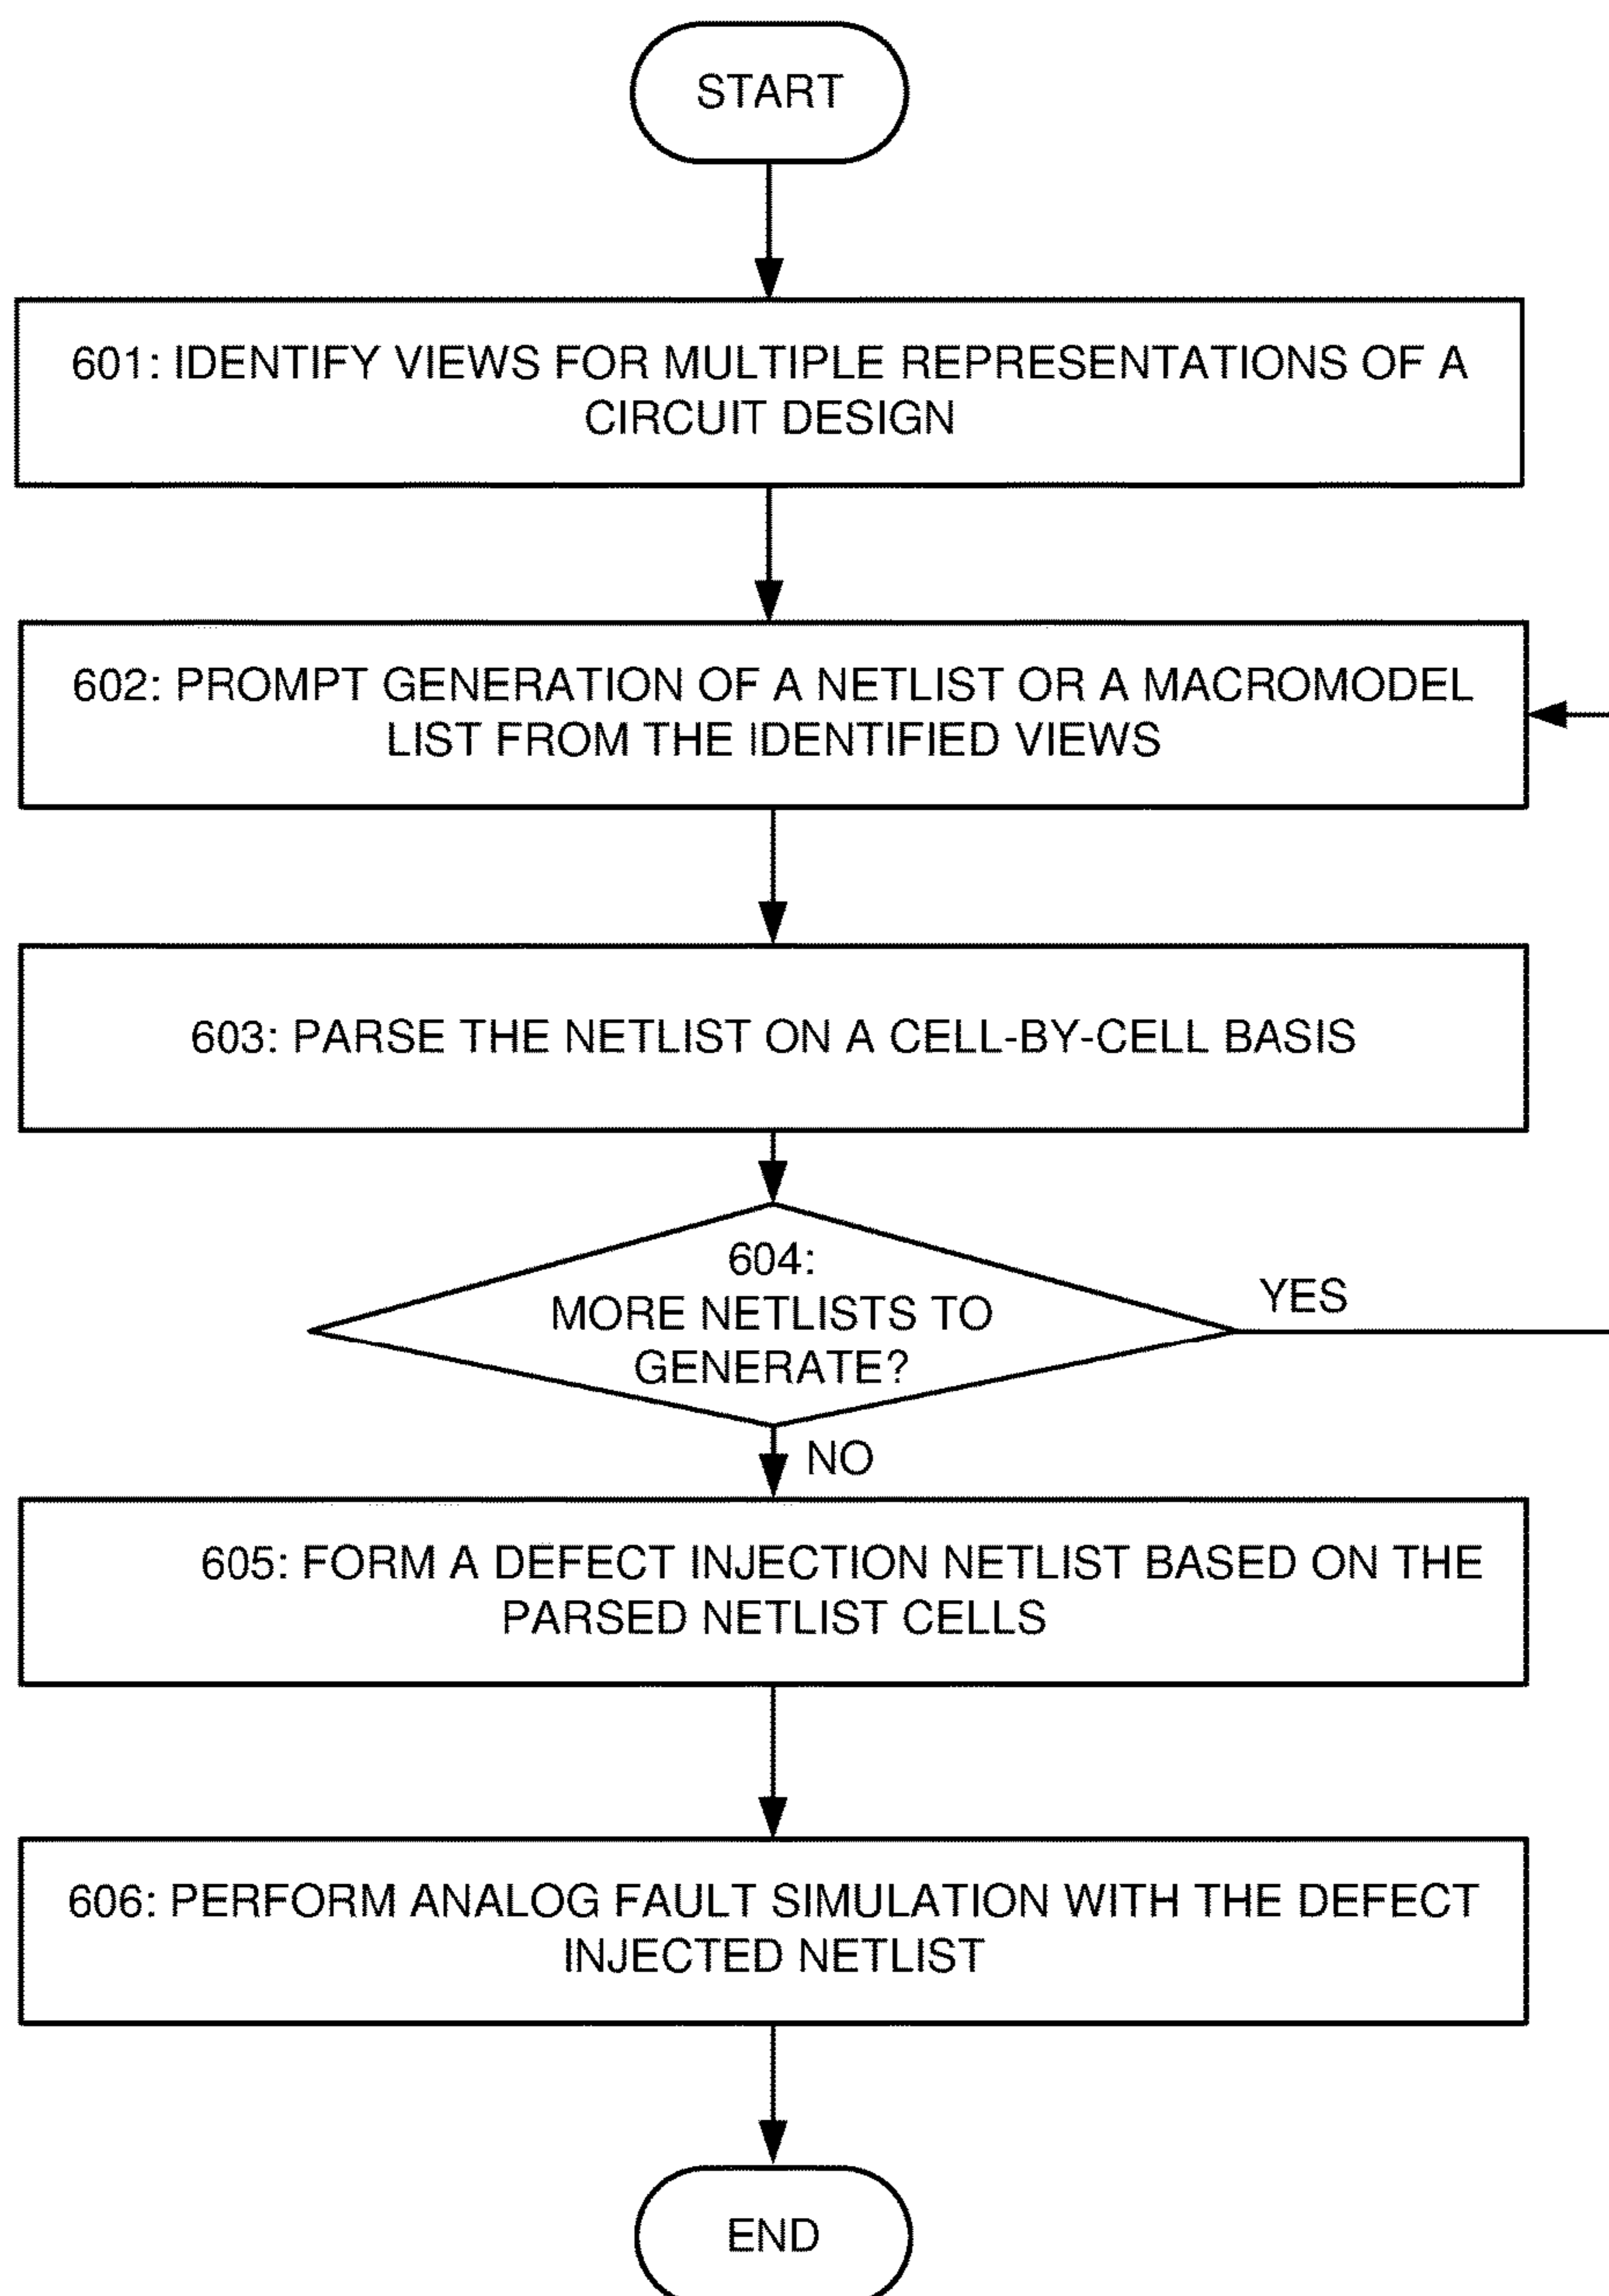 START
601: IDENTIFY VIEWS FOR MULTIPLE REPRESENTATIONS OF A
CIRCUIT DESIGN
602: PROMPT GENERATION OF A NETLIST OR A MACROMODEL
LIST FROM THE IDENTIFIED VIEWS
603: PARSE THE NETLIST ON A CELL-BY-CELL BASIS
604:
MORE NETLISTS TO
GENERATE?
YES
NO
605: FORM A DEFECT INJECTION NETLIST BASED ON THE
PARSED NETLIST CELLS
606: PERFORM ANALOG FAULT SIMULATION WITH THE DEFECT
INJECTED NETLIST
END